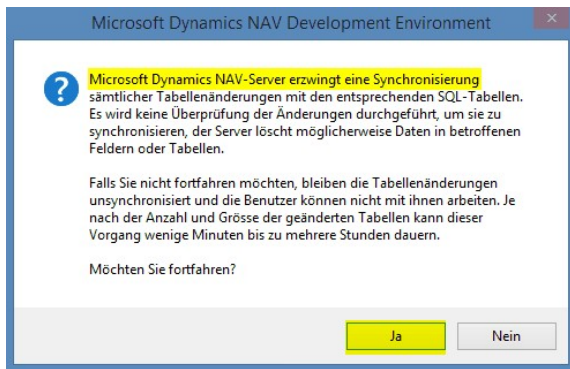 Microsoft Dynamics NAV Development Environment
Microsoft Dynamics NAV-Server erzwingt eine Synchronisierung
sämtlicher Tabellenänderungen mit den entsprechenden SQL-Tabellen.
Es wird keine Überprüfung der Änderungen durchgeführt, um sie zu
synchronisieren, der Server löscht möglicherweise Daten in betroffenen
Feldern oder Tabellen.
Falls Sie nicht fortfahren möchten, bleiben die Tabellenänderungen
unsynchronisiert und die Benutzer können nicht mit ihnen arbeiten. Je
nach der Anzahl und Grösse der geänderten Tabellen kann dieser
Vorgang wenige Minuten bis zu mehrere Stunden dauern.
Möchten Sie fortfahren?
Ja
Nein